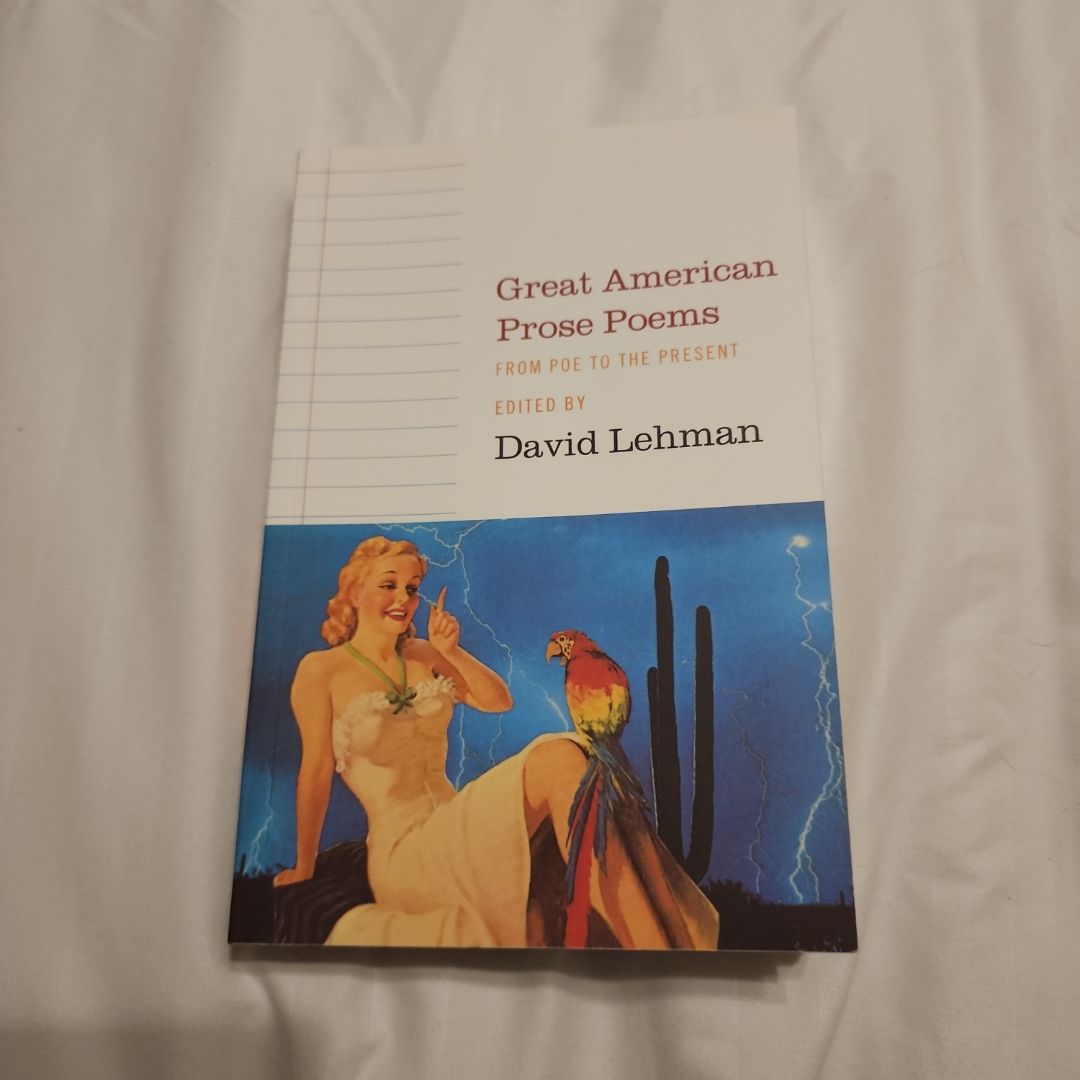 Great American
Prose Poems
FROM POE TO THE PRESENT
EDITED BY
David Lehman